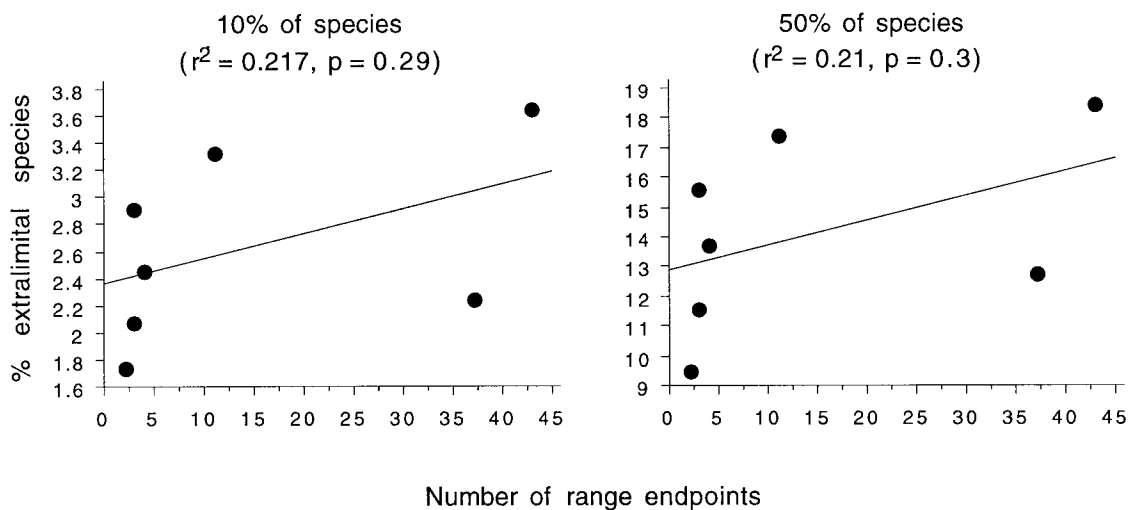 10% of species
(r² = 0.217, p = 0.29)
50% of species
(r² = 0.21, p = 0.3)
% extralimital species
3.8
3.6
3.4
3.2
3
2.8
2.6
2.4
2.2
2
1.8
1.6
0 5 10 15 20 25 30 35 40 45
19
18
17
16
15
14
13
12
11
10
9
0 5 10 15 20 25 30 35 40 45
Number of range endpoints